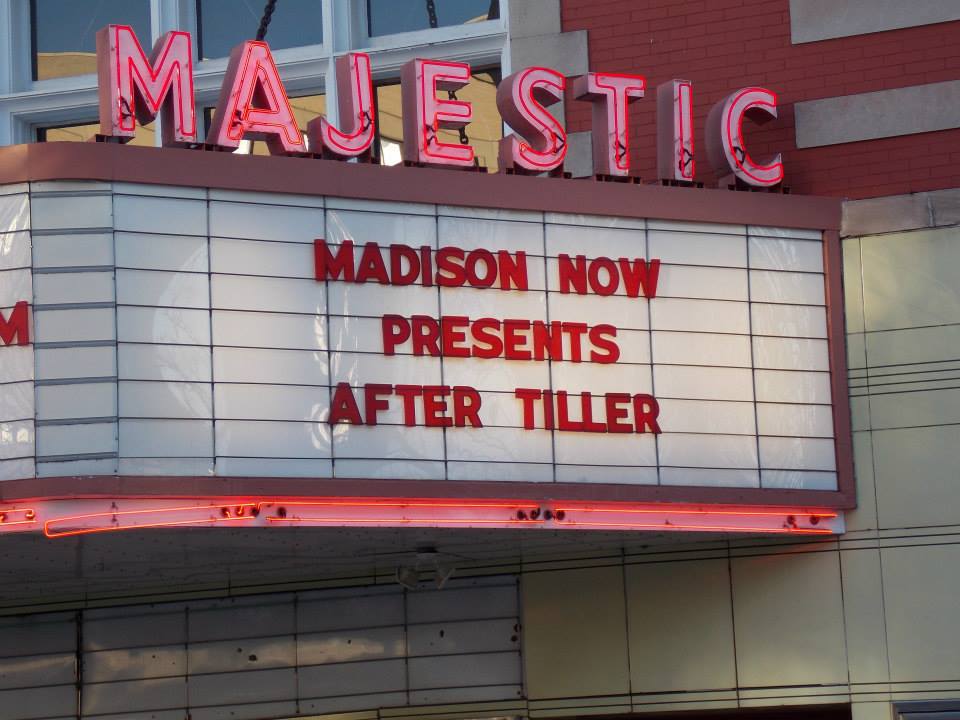 MAJESTIC
MADISON NOW
PRESENTS
AFTER TILLER
M